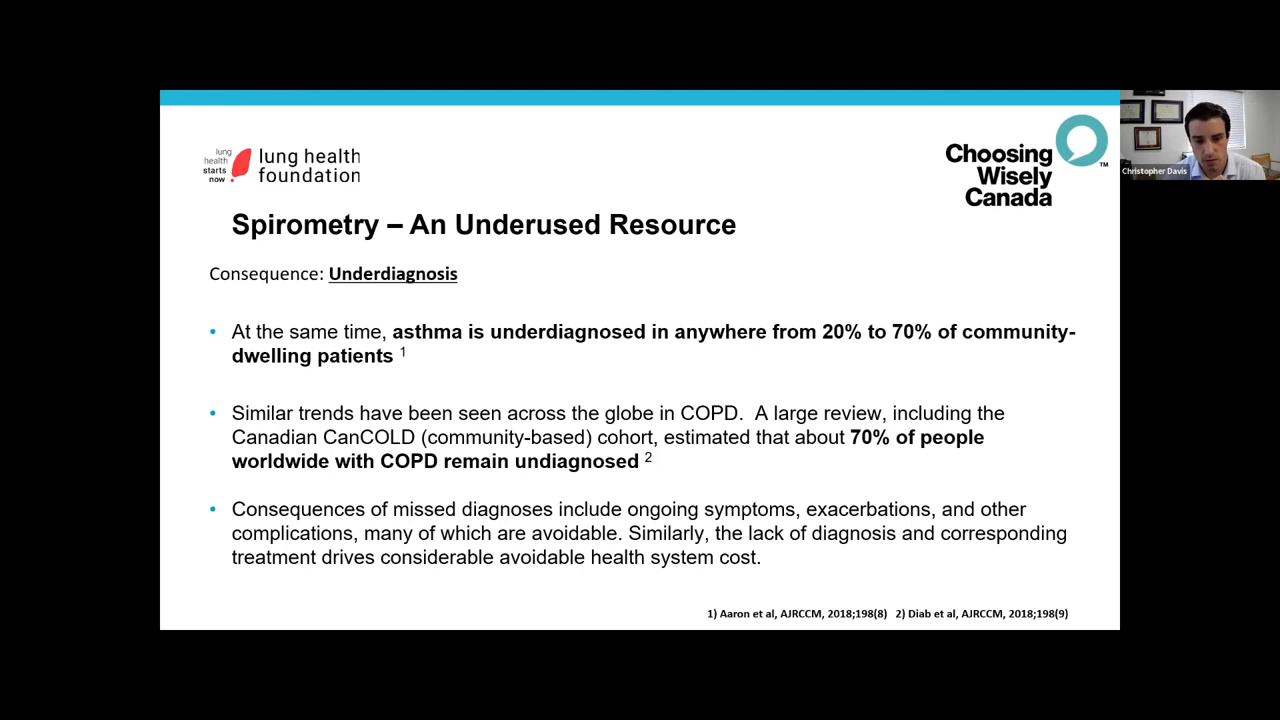 lung
health
starts
now
lung health
foundation
Choosing
Wisely
Canada
TM
Christopher Davis
Spirometry – An Underused Resource
Consequence: Underdiagnosis
• At the same time, asthma is underdiagnosed in anywhere from 20% to 70% of community-
dwelling patients 1
• Similar trends have been seen across the globe in COPD.  A large review, including the
Canadian CanCOLD (community-based) cohort, estimated that about 70% of people
worldwide with COPD remain undiagnosed 2
• Consequences of missed diagnoses include ongoing symptoms, exacerbations, and other
complications, many of which are avoidable. Similarly, the lack of diagnosis and corresponding
treatment drives considerable avoidable health system cost.
1) Aaron et al, AJRCCM, 2018;198(8)   2) Diab et al, AJRCCM, 2018;198(9)